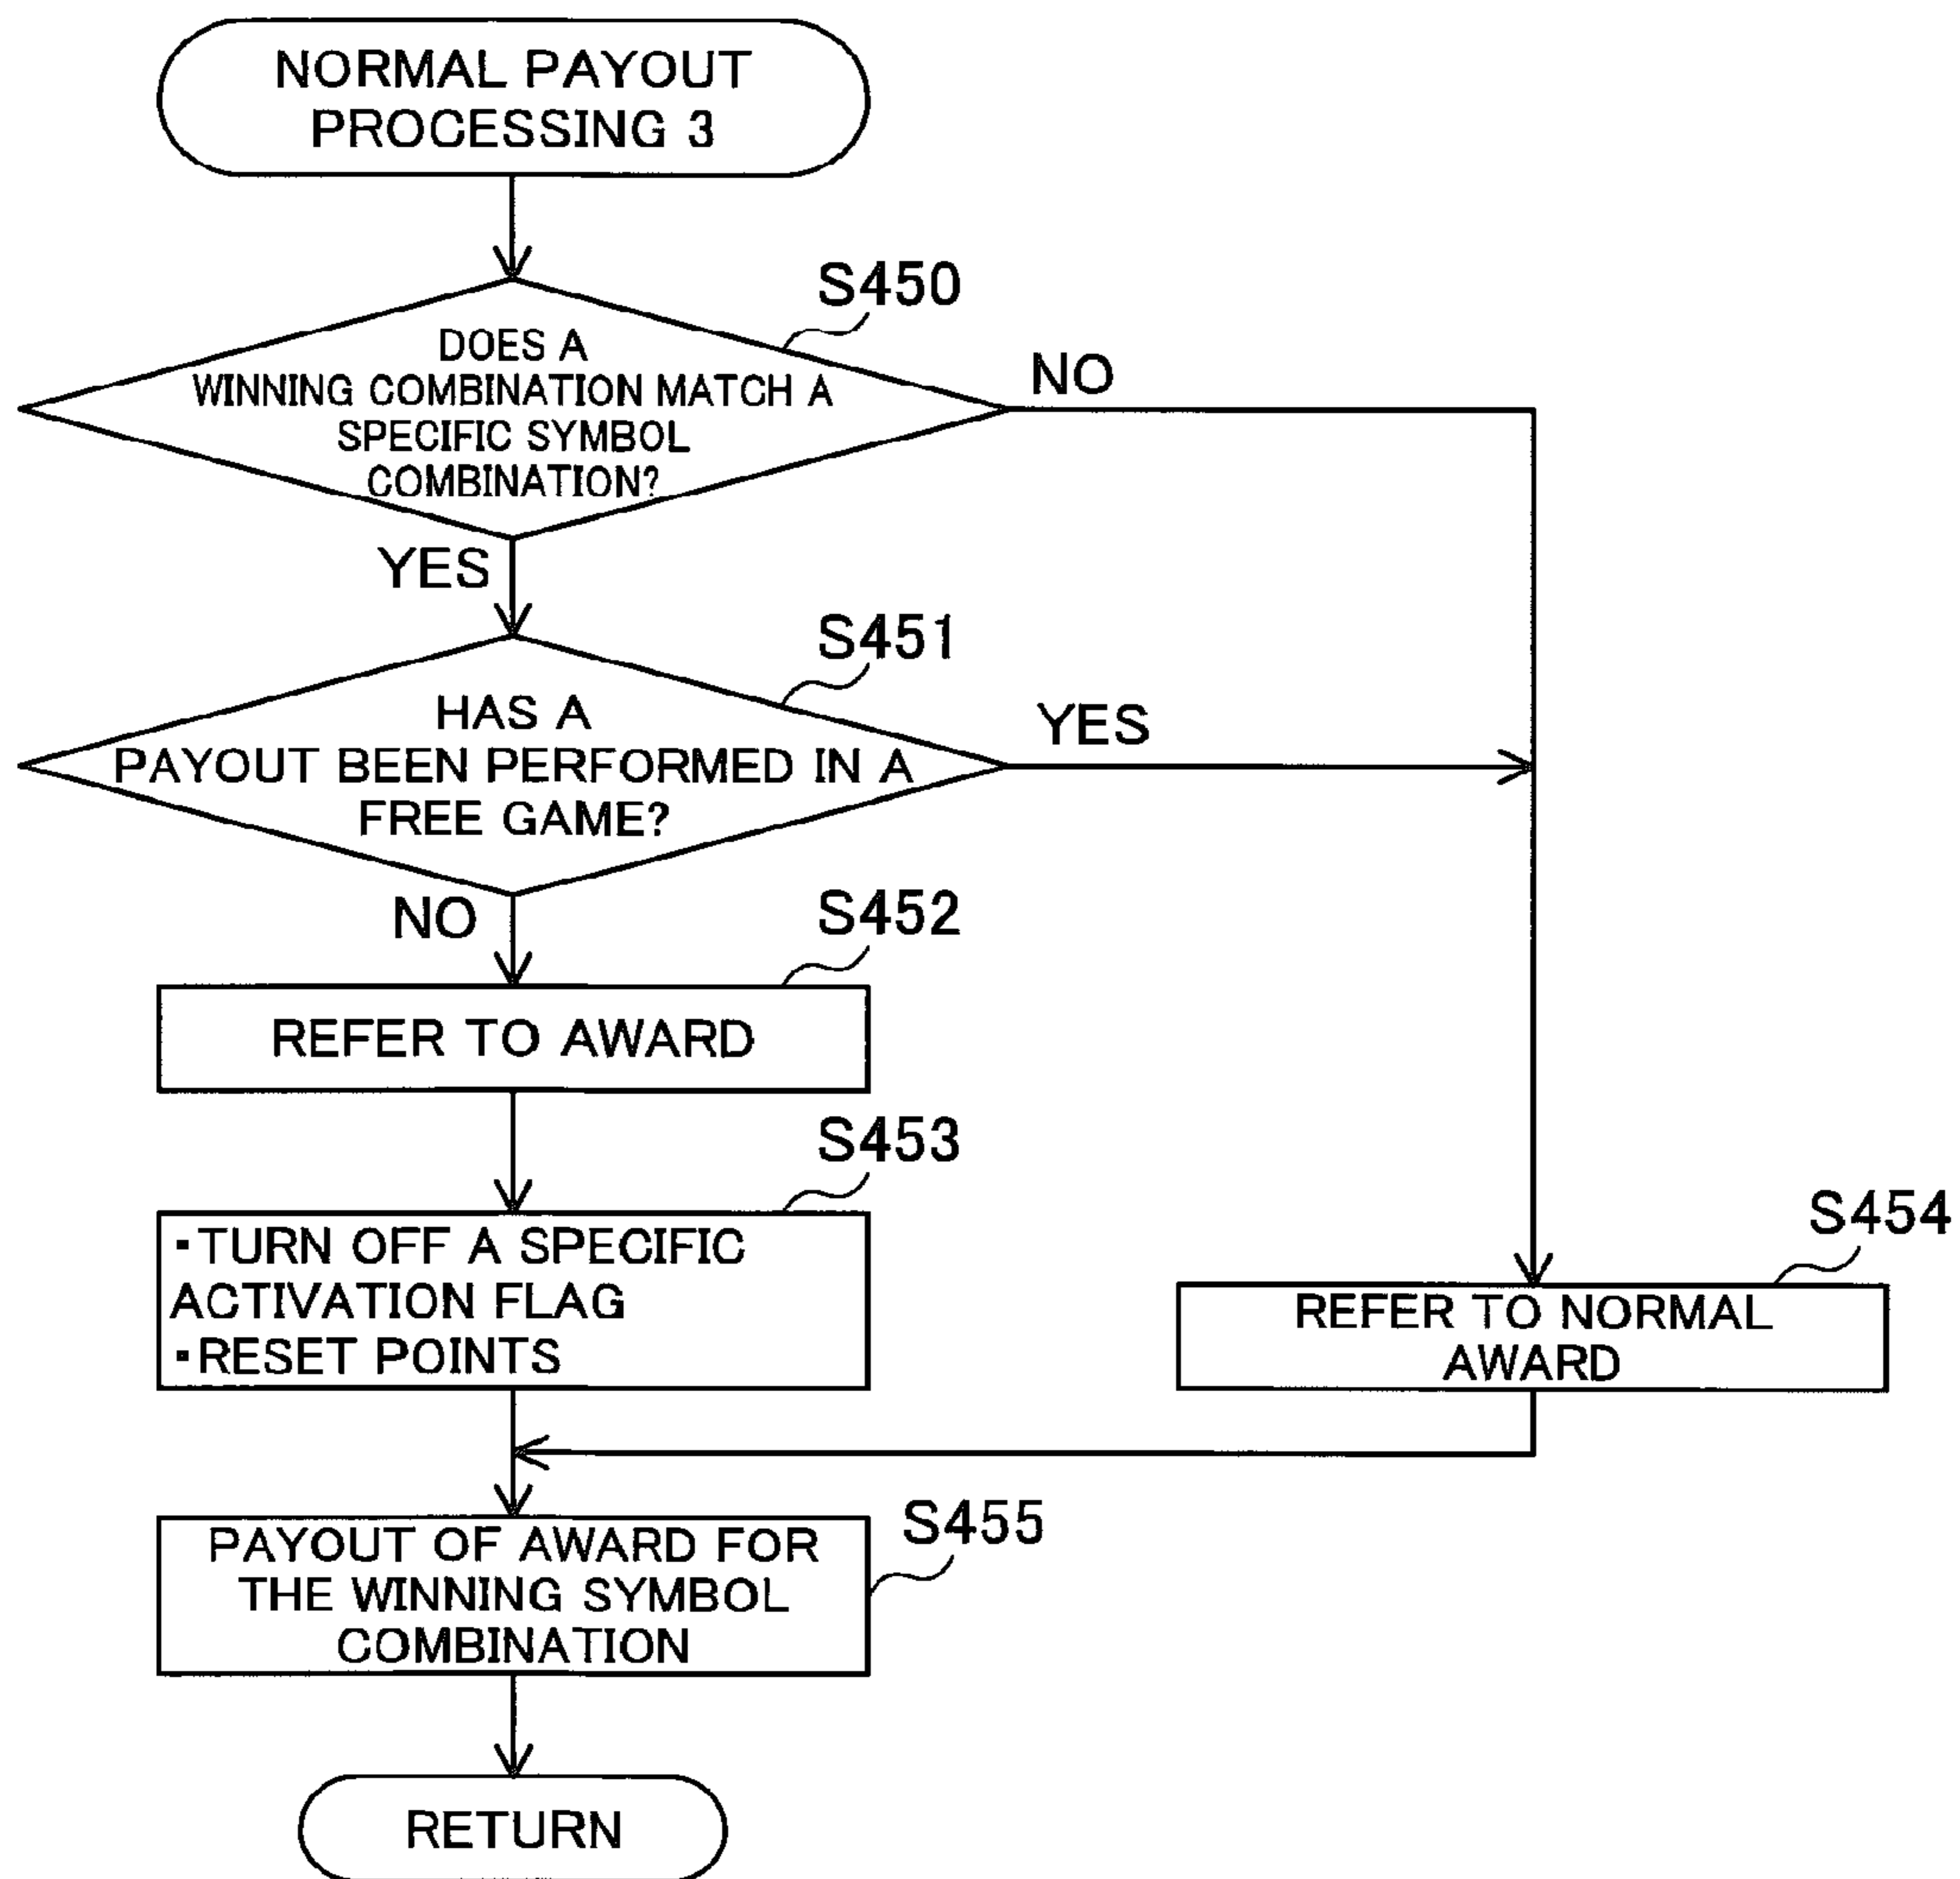 NORMAL PAYOUT
PROCESSING 3
S450
DOES A
WINNING COMBINATION MATCH A
SPECIFIC SYMBOL
COMBINATION?
NO
YES
S451
HAS A
PAYOUT BEEN PERFORMED IN A
FREE GAME?
YES
NO
S452
REFER TO AWARD
S453
▪TURN OFF A SPECIFIC
ACTIVATION FLAG
▪RESET POINTS
S454
REFER TO NORMAL
AWARD
S455
PAYOUT OF AWARD FOR
THE WINNING SYMBOL
COMBINATION
RETURN